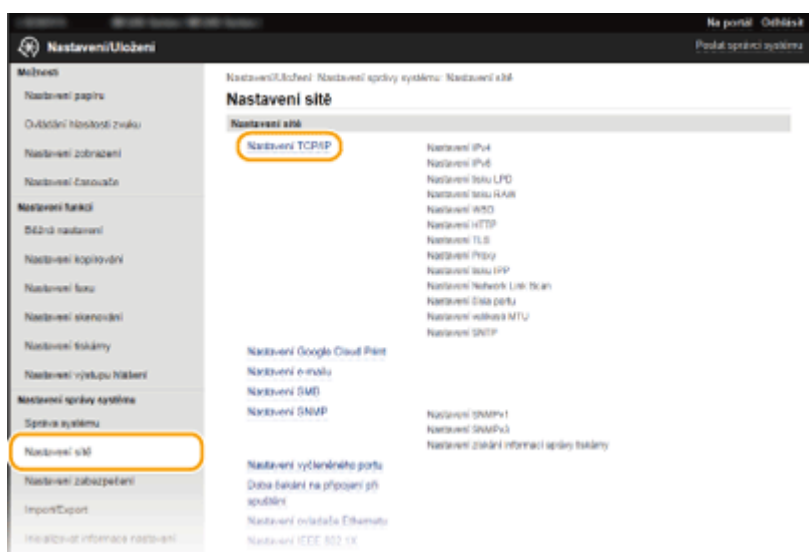 Na portál Odhlásit
Nastavení/Uložení
Poslat správci systému
Možnosti
Nastavení papíru
Ovládání hlasitosti zvuku
Nastavení zobrazení
Nastavení časovače
Nastavení funkcí
Běžná nastavení
Nastavení kopírování
Nastavení faxu
Nastavení skenování
Nastavení tiskárny
Nastavení výstupu hlášení
Nastavení správy systému
Správa systému
Nastavení sítě
Nastavení zabezpečení
Import/Export
Inicializovat informace nastavení
Nastavení/Uložení: Nastavení správy systému: Nastavení sítě
Nastavení sítě
Nastavení sítě
Nastavení TCP/IP
Nastavení IPv4
Nastavení IPv6
Nastavení tisku LPD
Nastavení tisku RAW
Nastavení WSD
Nastavení HTTP
Nastavení TLS
Nastavení Proxy
Nastavení tisku IPP
Nastavení Network Link Scan
Nastavení čísla portu
Nastavení velikosti MTU
Nastavení SNTP
Nastavení Google Cloud Print
Nastavení e-mailu
Nastavení SMB
Nastavení SNMP
Nastavení SNMPv1
Nastavení SNMPv3
Nastavení získání informací správy tiskárny
Nastavení vyčleněného portu
Doba čekání na připojení při
spuštění
Nastavení ovladače Ethernetu
Nastavení IEEE 802.1X